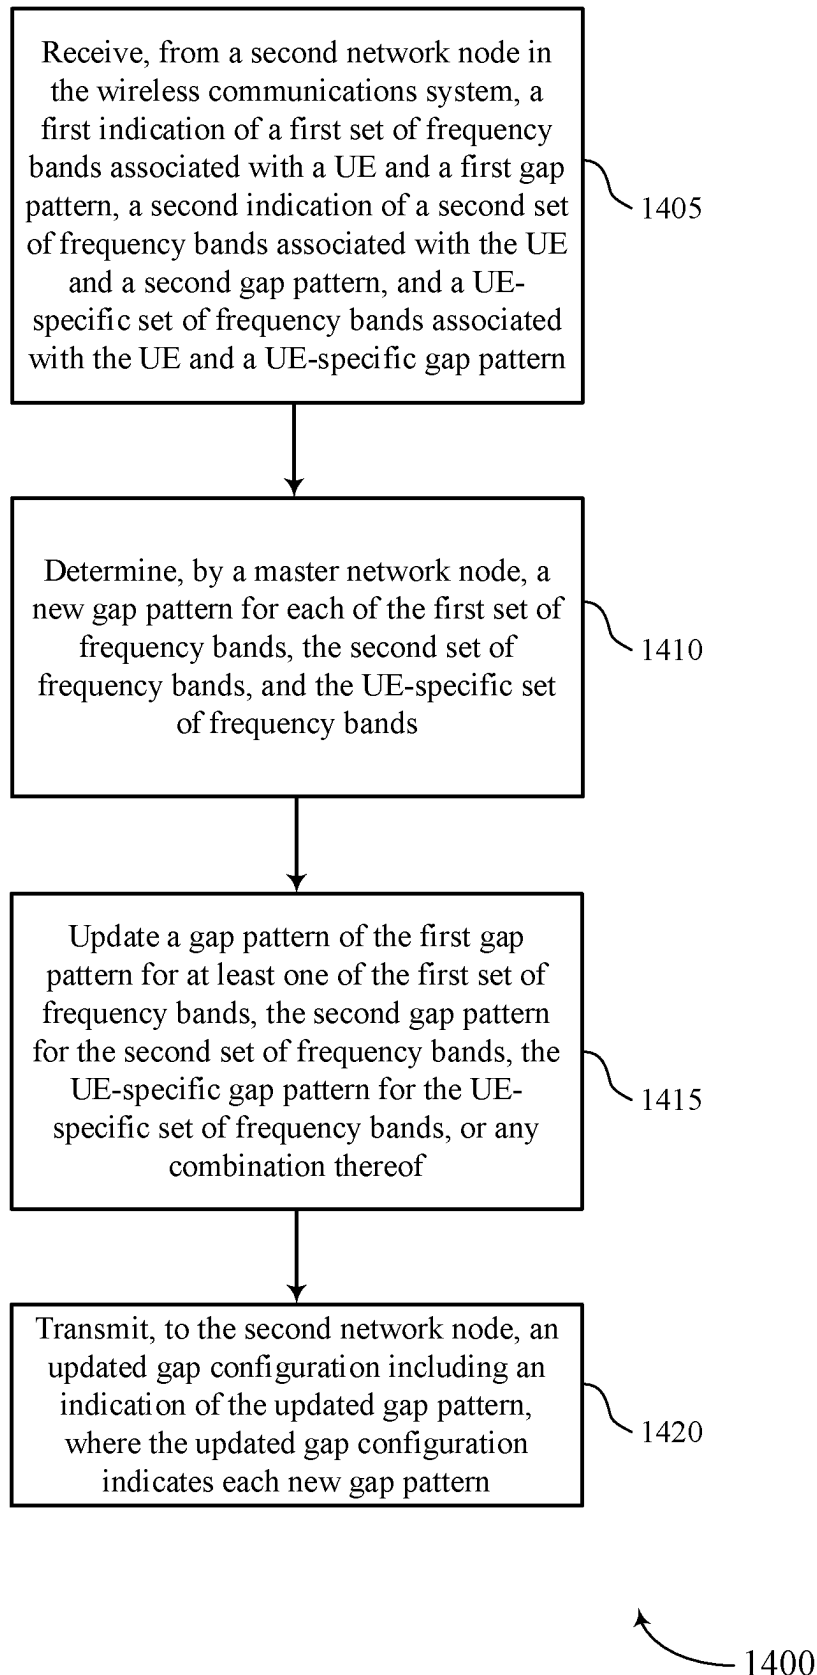 Receive, from a second network node in
the wireless communications system, a
first indication of a first set of frequency
bands associated with a UE and a first gap
pattern, a second indication of a second set
of frequency bands associated with the UE
and a second gap pattern, and a UE-
specific set of frequency bands associated
with the UE and a UE-specific gap pattern
1405
Determine, by a master network node, a
new gap pattern for each of the first set of
frequency bands, the second set of
frequency bands, and the UE-specific set
of frequency bands
1410
Update a gap pattern of the first gap
pattern for at least one of the first set of
frequency bands, the second gap pattern
for the second set of frequency bands, the
UE-specific gap pattern for the UE-
specific set of frequency bands, or any
combination thereof
1415
Transmit, to the second network node, an
updated gap configuration including an
indication of the updated gap pattern,
where the updated gap configuration
indicates each new gap pattern
1420
1400